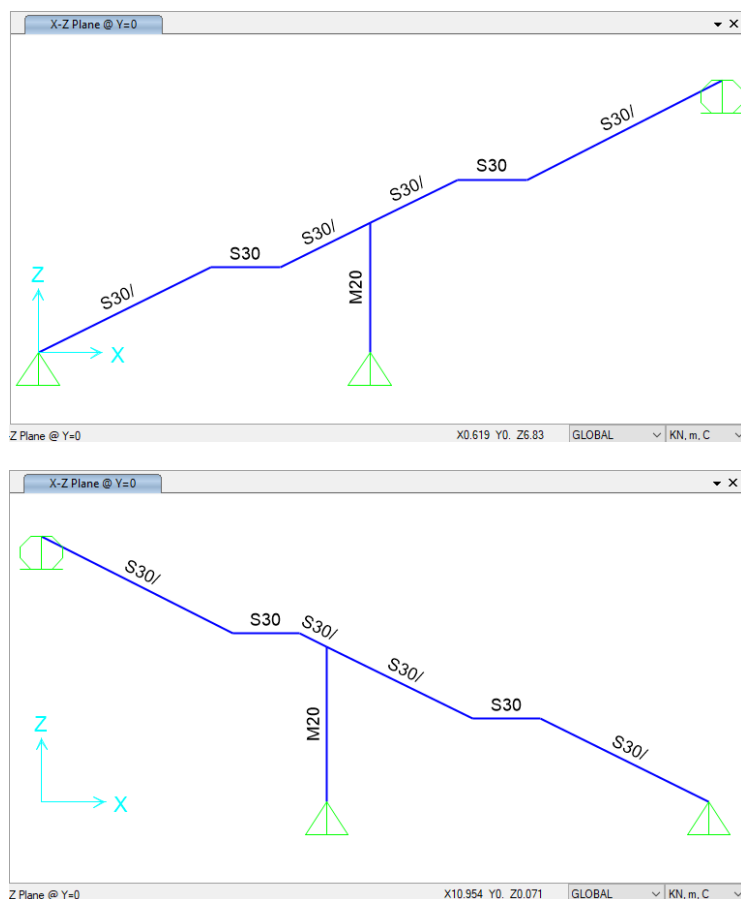 X-Z Plane @ Y=0
S30/
S30
S30/
S30/
S30
S30/
M20
Z
X
Z Plane @ Y=0
X0.619 Y0. Z6.83
GLOBAL
KN, m, C
X-Z Plane @ Y=0
S30/
S30
S30/
S30/
S30
S30/
M20
Z
X
Z Plane @ Y=0
X10.954 Y0. Z0.071
GLOBAL
KN, m, C